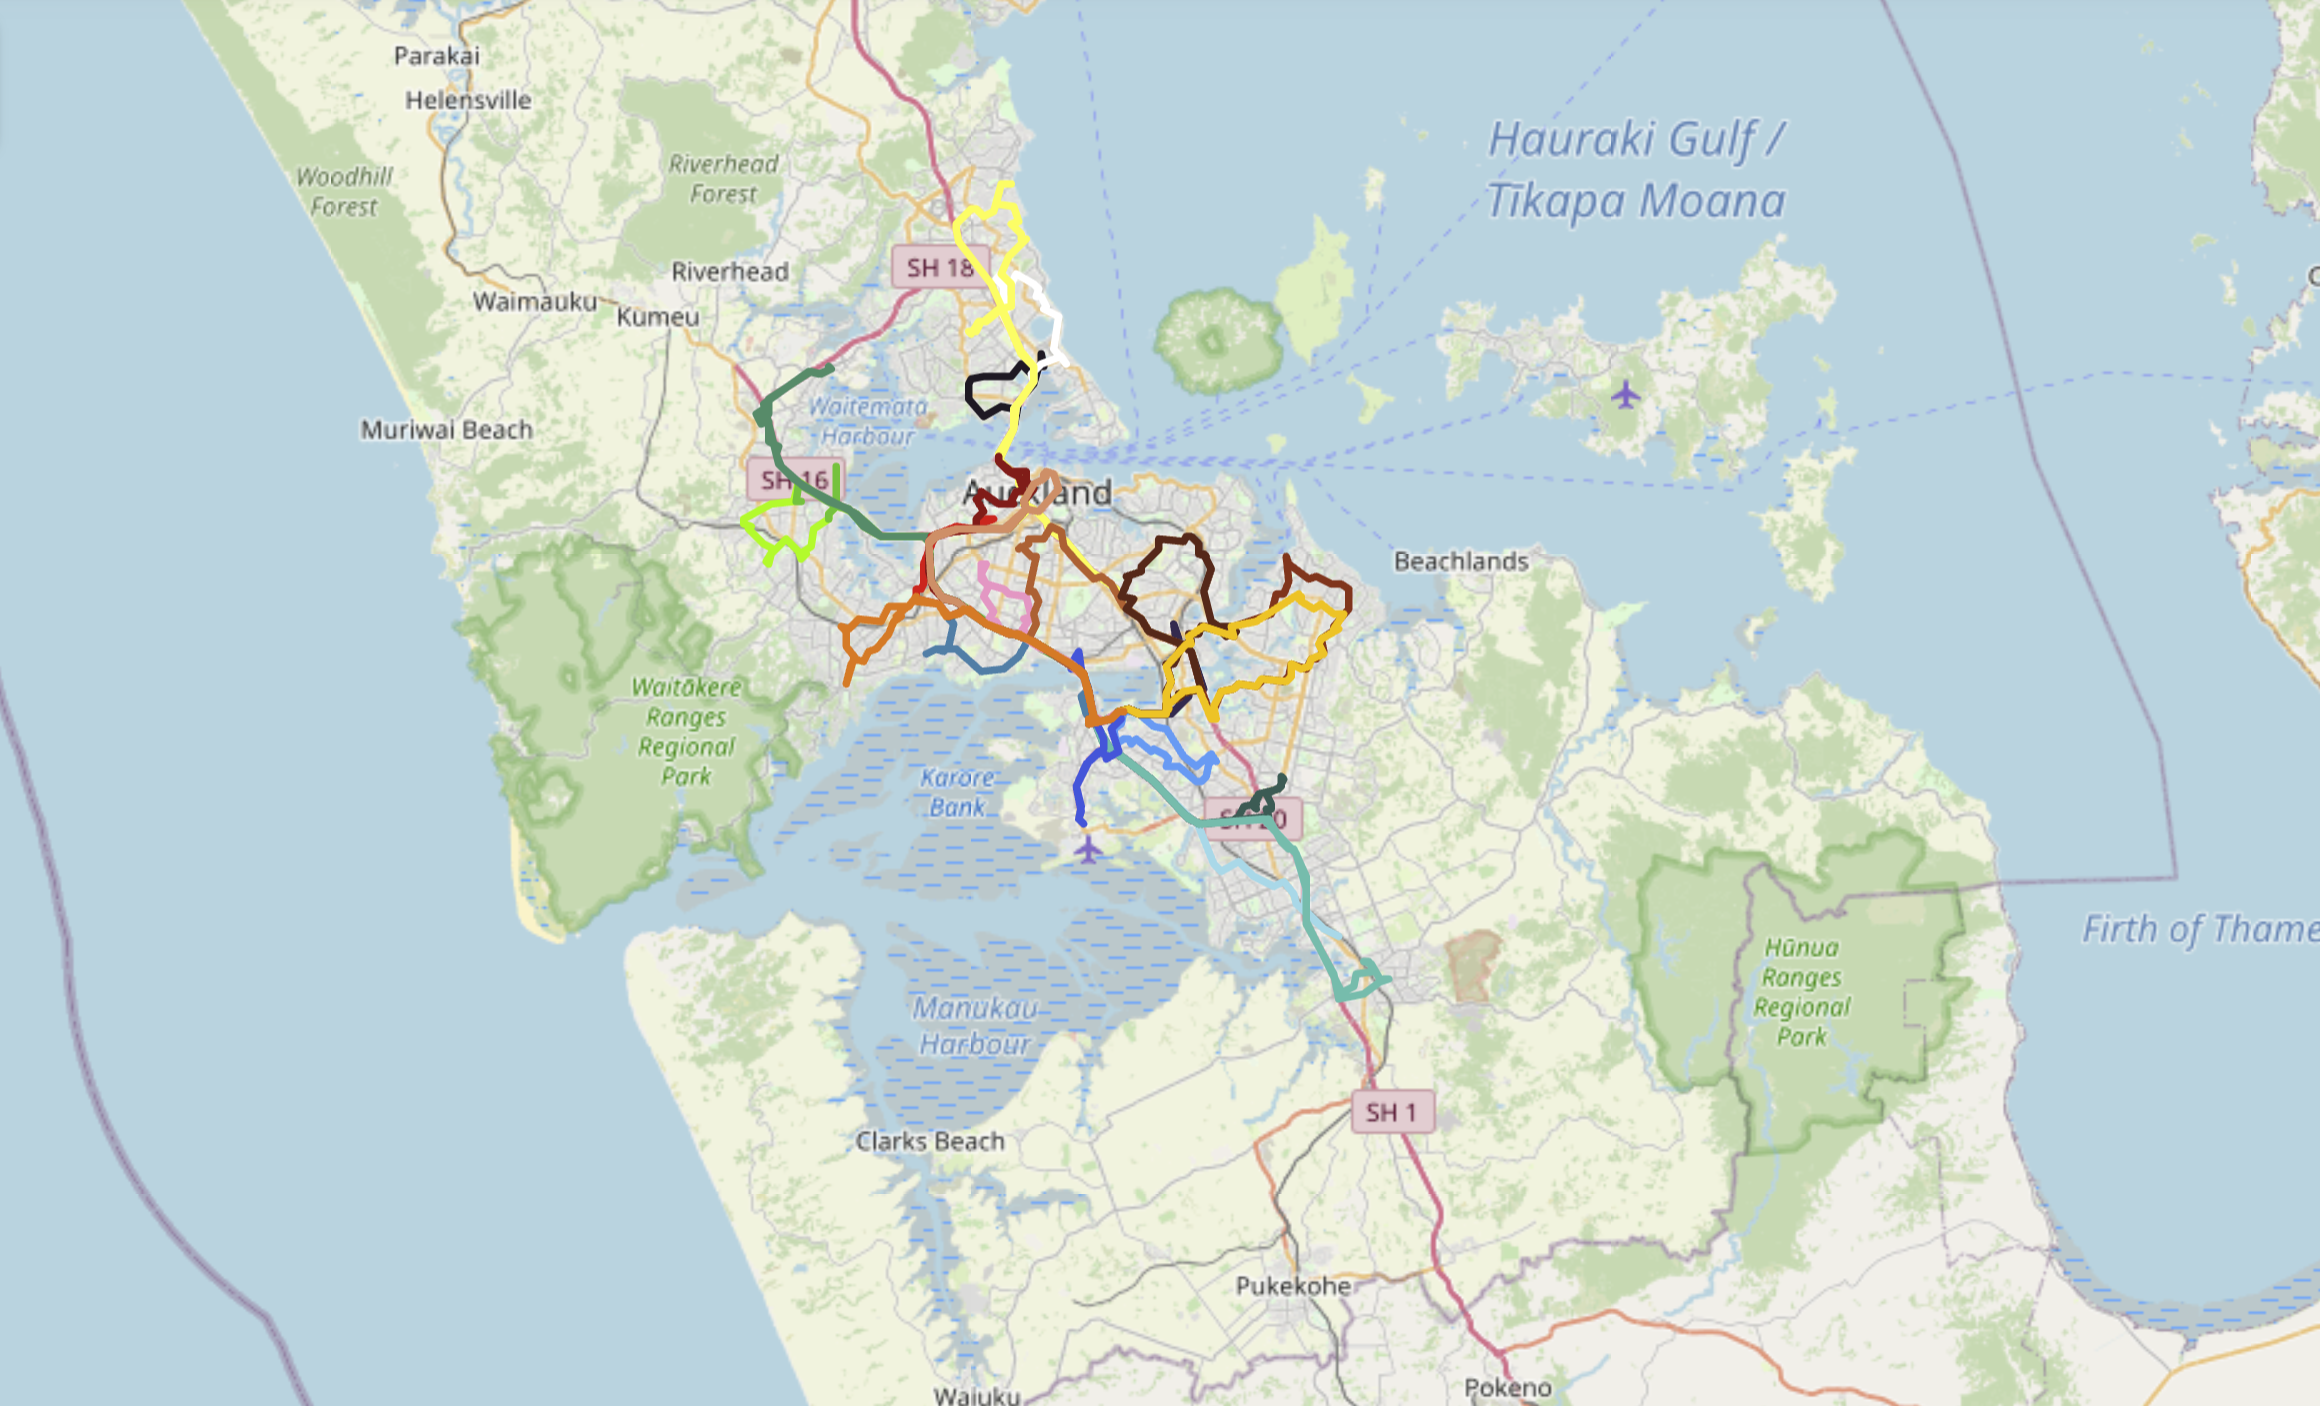 Parakai
Helensville
Woodhill
Forest
Riverhead
Forest
Hauraki Gulf /
Tīkapa Moana
SH 18
Riverhead
Waimauku
Kumeu
Waitematā
Harbour
Muriwai Beach
SH 16
Auckland
Beachlands
Waitākere
Ranges
Regional
Park
Karore
Bank
SH 20
Firth of Thame
Hūnua
Ranges
Regional
Park
Manukau
Harbour
SH 1
Clarks Beach
Pukekohe
Waiuku
Pokeno